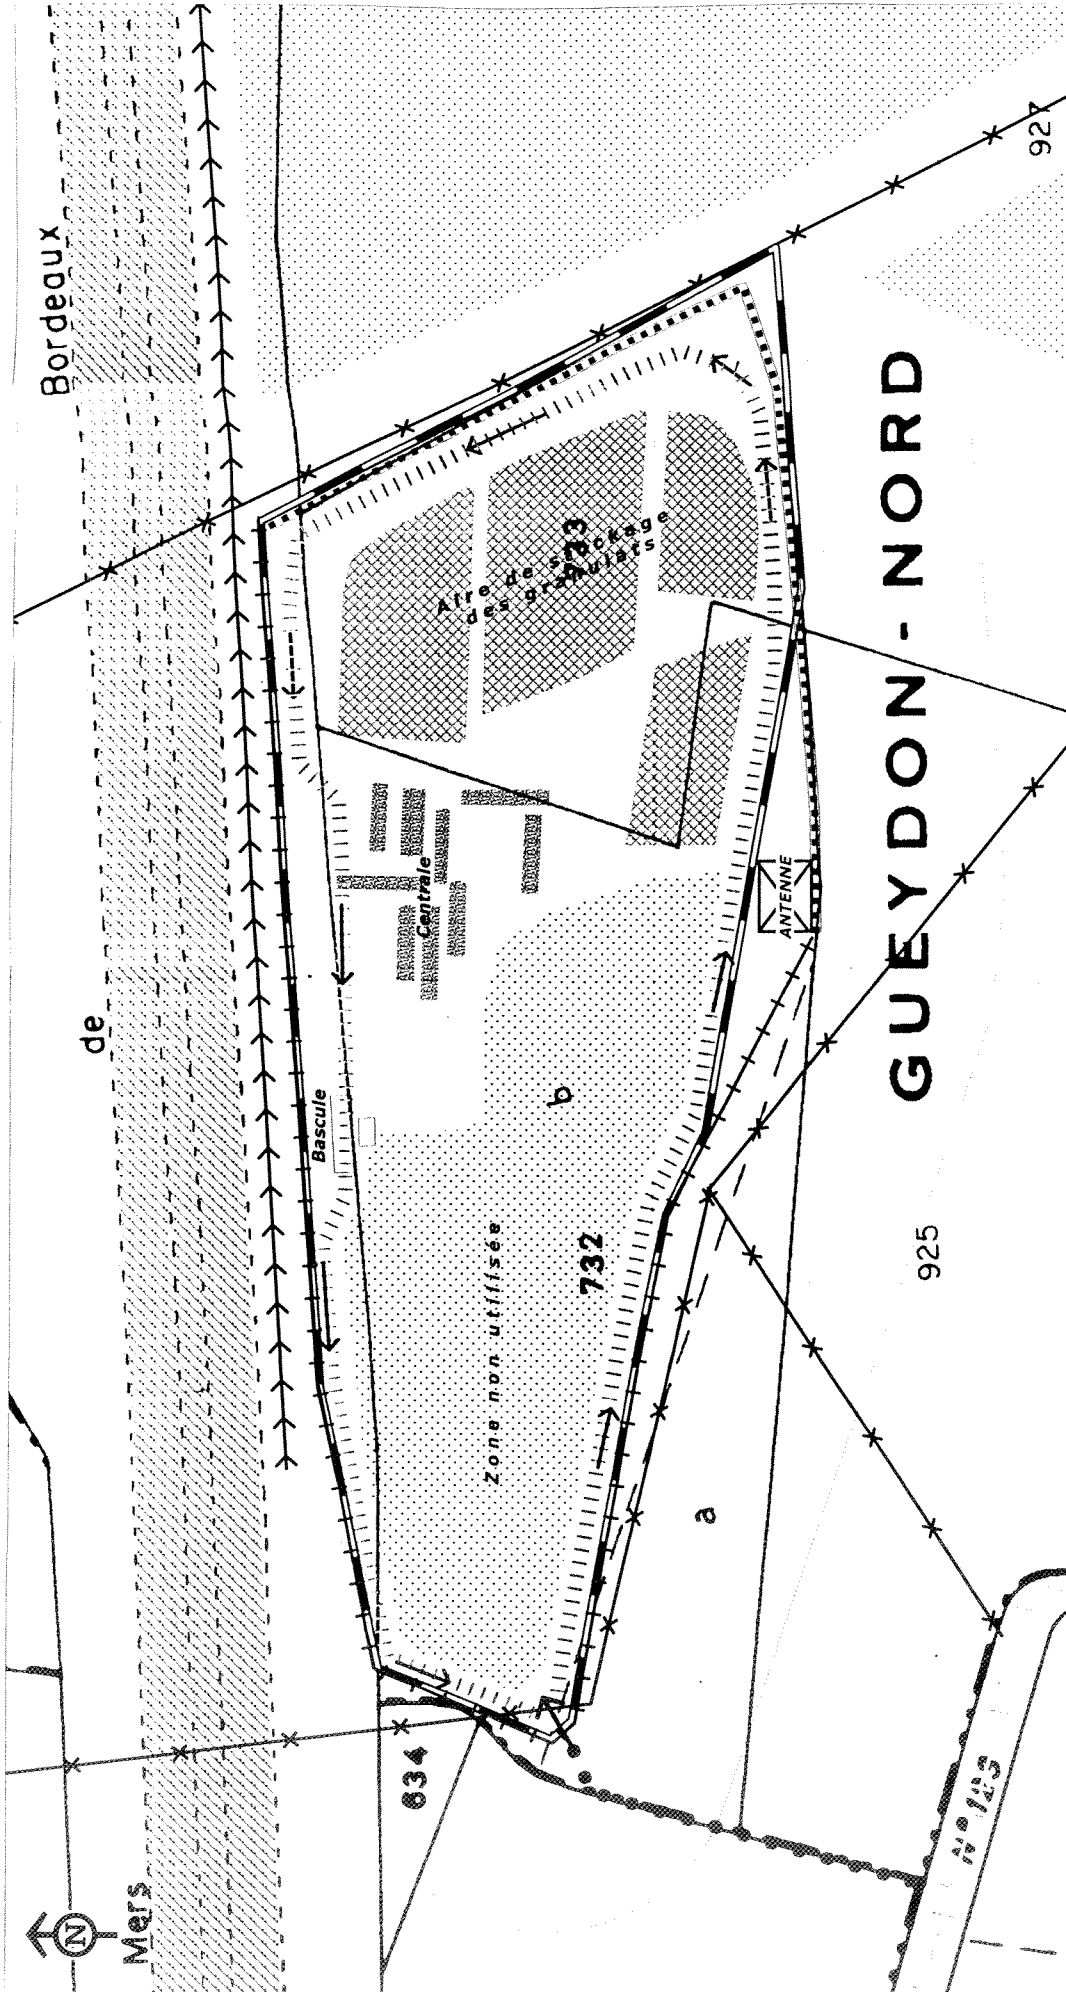 Bordeaux
de
Mers
N
927
Aire de stockage
des granulats
733
Centrale
Bascule
ANTENNE
GUEYDON - NORD
b
Zone non utilisée
732
925
a
634